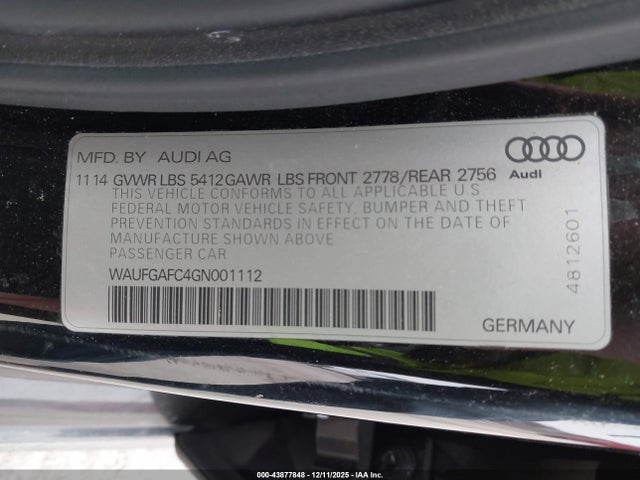 MFD. BY AUDI AG
11 14 GVWR LBS 5412 GAWR LBS FRONT 2778/REAR 2756
Audi
THIS VEHICLE CONFORMS TO ALL APPLICABLE U.S
FEDERAL MOTOR VEHICLE SAFETY, BUMPER AND THEFT
PREVENTION STANDARDS IN EFFECT ON THE DATE OF
MANUFACTURE SHOWN ABOVE
PASSENGER CAR
WAUFGAFC4GN001112
4812601
GERMANY
000-43877848 - 12/11/2025 - IAA Inc.